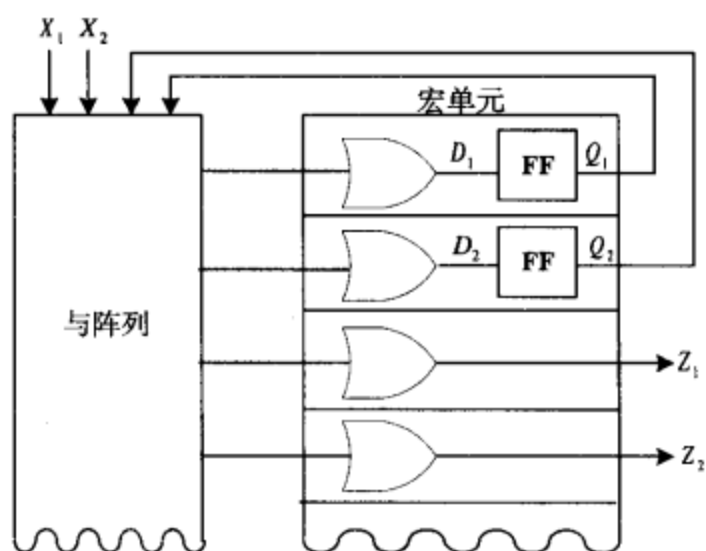 X₁ X₂
宏单元
D₁ FF Q₁
D₂ FF Q₂
与阵列
Z₁
Z₂